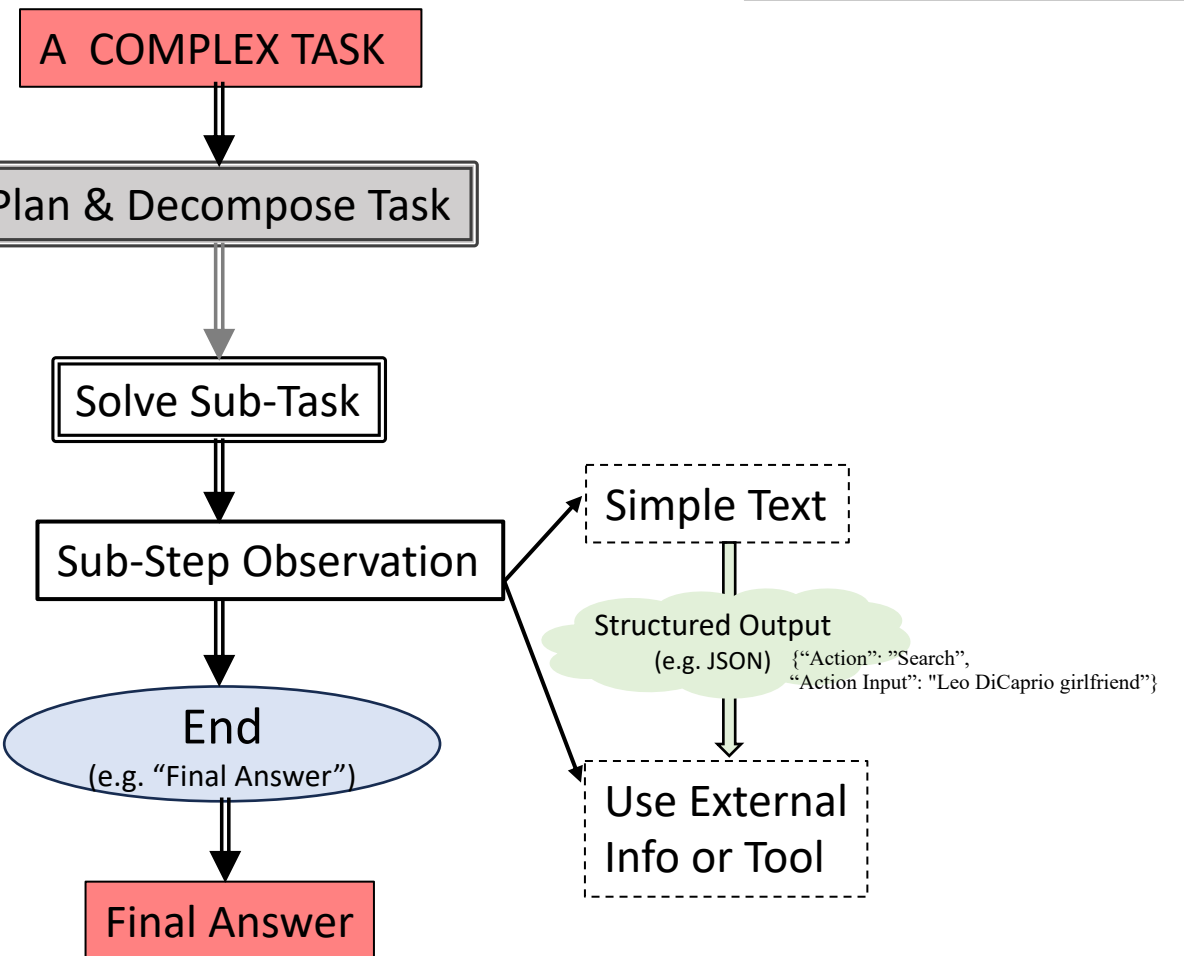 A COMPLEX TASK
Plan & Decompose Task
Solve Sub-Task
Sub-Step Observation
Simple Text
Structured Output
(e.g. JSON)
{“Action”: ”Search”,
“Action Input”: "Leo DiCaprio girlfriend”}
Use External
Info or Tool
End
(e.g. “Final Answer”)
Final Answer